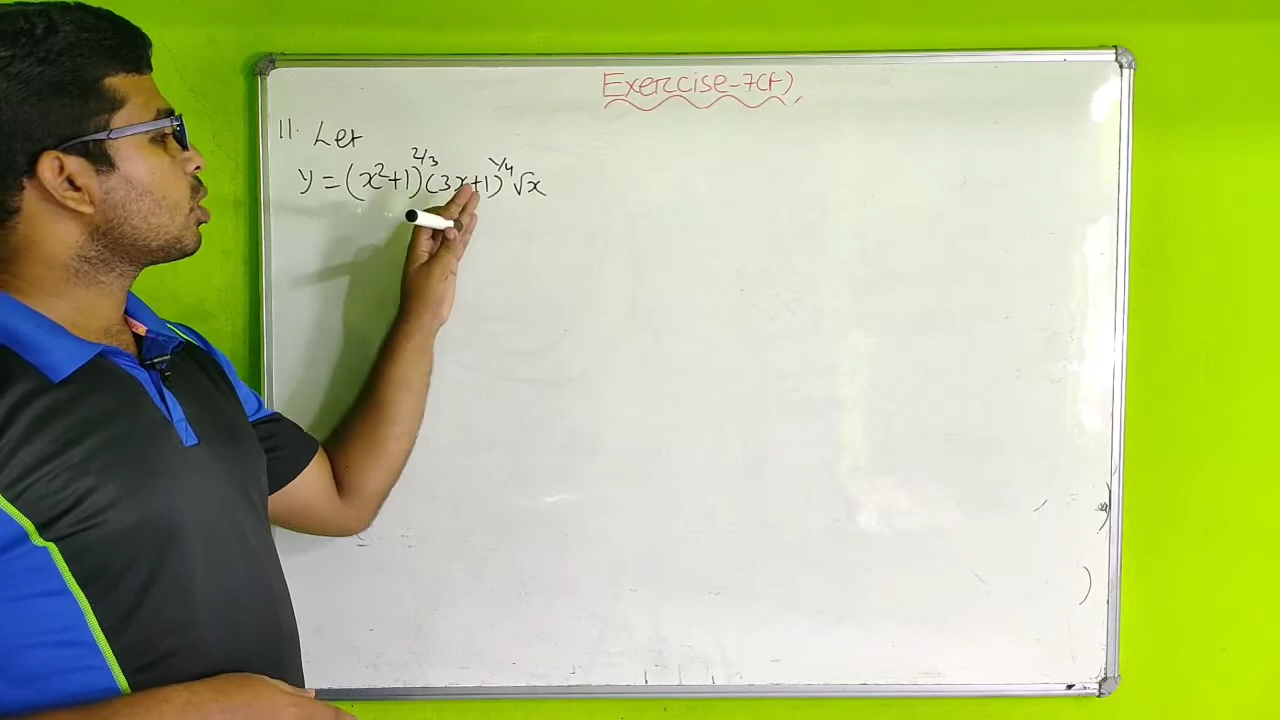 Exercise-7(f)
11. Let
y = (x²+1)^2/3 (3x+1)^1/4 √x